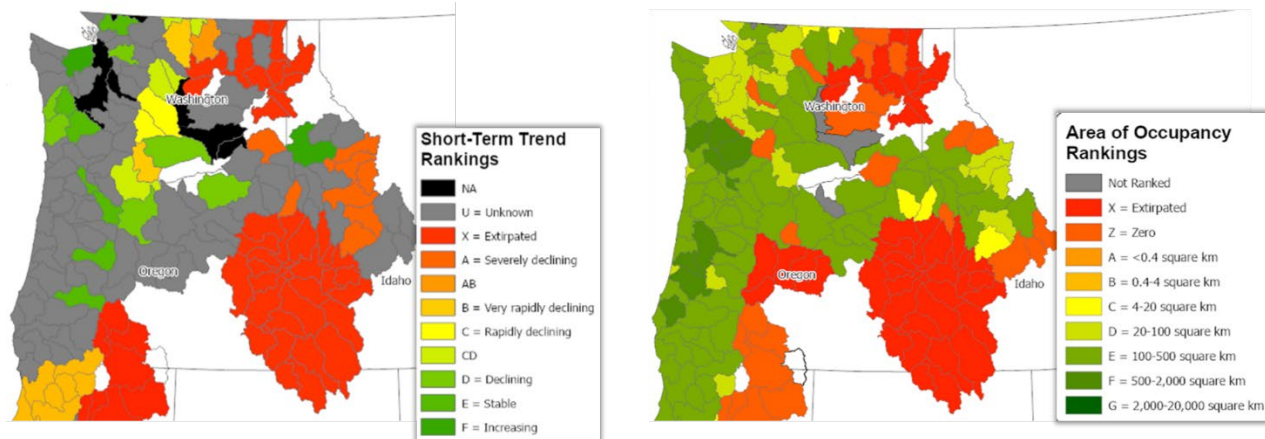 Washington
Oregon
Idaho
Short-Term Trend
Rankings
NA
U = Unknown
X = Extirpated
A = Severely declining
AB
B = Very rapidly declining
C = Rapidly declining
CD
D = Declining
E = Stable
F = Increasing
Washington
Oregon
Idaho
Area of Occupancy
Rankings
Not Ranked
X = Extirpated
Z = Zero
A = <0.4 square km
B = 0.4-4 square km
C = 4-20 square km
D = 20-100 square km
E = 100-500 square km
F = 500-2,000 square km
G = 2,000-20,000 square km